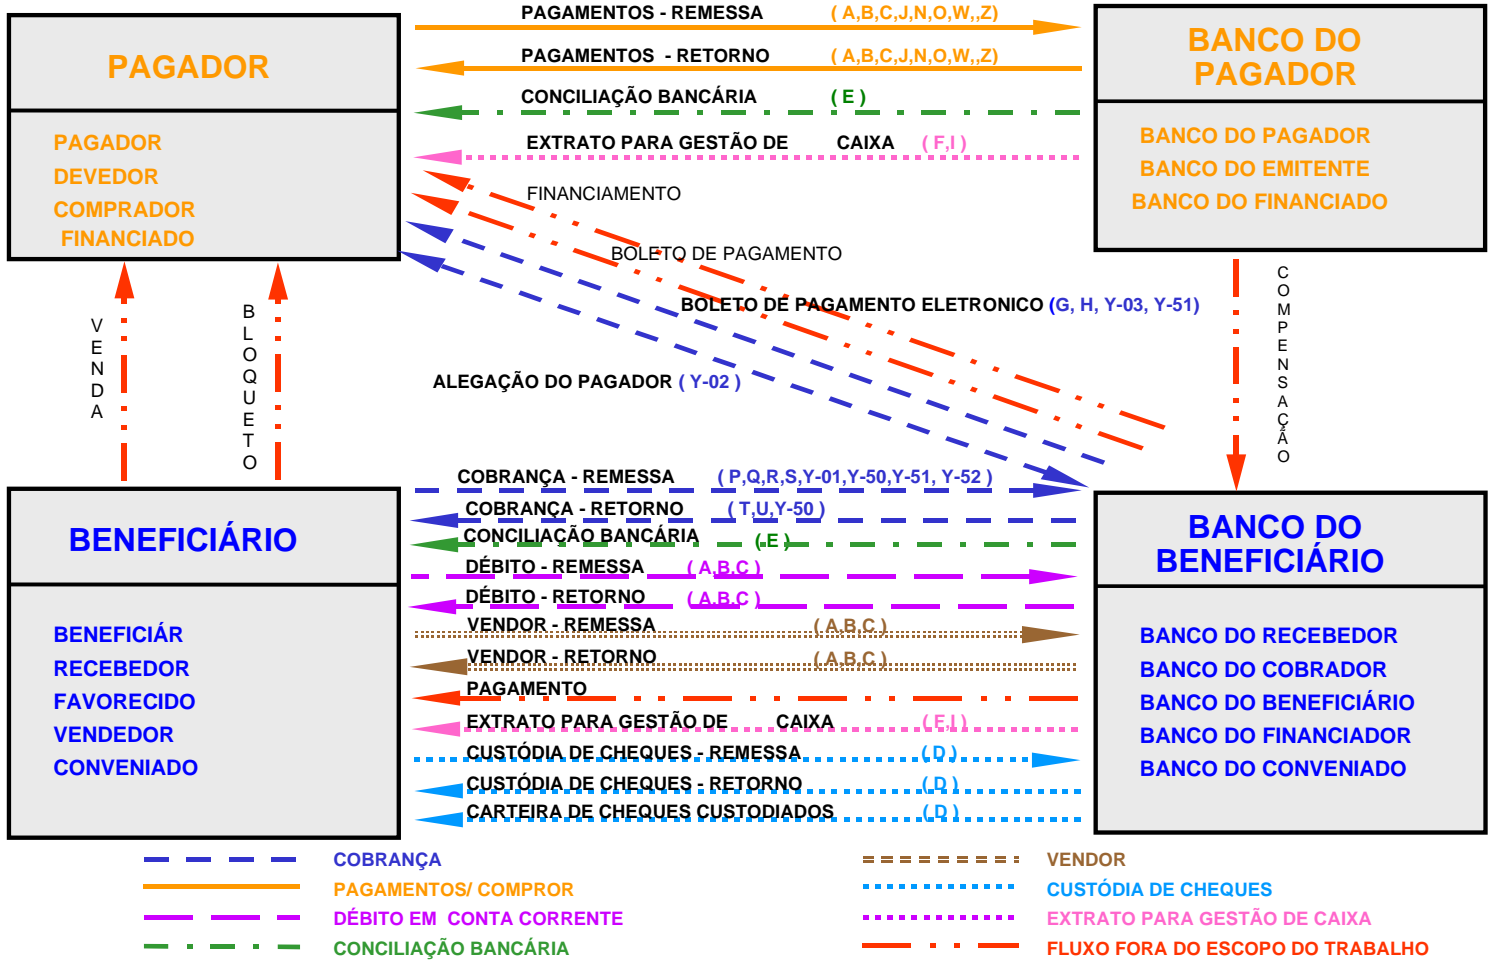 PAGAMENTOS - REMESSA ( A,B,C,J,N,O,W,,Z)
PAGAMENTOS - RETORNO ( A,B,C,J,N,O,W,,Z)
CONCILIAÇÃO BANCÁRIA ( E )
EXTRATO PARA GESTÃO DE CAIXA ( F,I )
PAGADOR
PAGADOR
DEVEDOR
COMPRADOR
FINANCIADO
BANCO DO
PAGADOR
BANCO DO PAGADOR
BANCO DO EMITENTE
BANCO DO FINANCIADO
FINANCIAMENTO
BOLETO DE PAGAMENTO
BOLETO DE PAGAMENTO ELETRONICO (G, H, Y-03, Y-51)
ALEGAÇÃO DO PAGADOR ( Y-02 )
VENDA
BLOQUETO
COMPENSAÇÃO
COBRANÇA - REMESSA ( P,Q,R,S,Y-01,Y-50,Y-51, Y-52 )
COBRANÇA - RETORNO ( T,U,Y-50 )
CONCILIAÇÃO BANCÁRIA ( E )
DÉBITO - REMESSA ( A,B,C )
DÉBITO - RETORNO ( A,B,C )
VENDOR - REMESSA ( A,B,C )
VENDOR - RETORNO ( A,B,C )
PAGAMENTO
EXTRATO PARA GESTÃO DE CAIXA ( F,I )
CUSTÓDIA DE CHEQUES - REMESSA ( D )
CUSTÓDIA DE CHEQUES - RETORNO ( D )
CARTEIRA DE CHEQUES CUSTODIADOS ( D )
BENEFICIÁRIO
BENEFICIÁR
RECEBEDOR
FAVORECIDO
VENDEDOR
CONVENIADO
BANCO DO
BENEFICIÁRIO
BANCO DO RECEBEDOR
BANCO DO COBRADOR
BANCO DO BENEFICIÁRIO
BANCO DO FINANCIADOR
BANCO DO CONVENIADO
COBRANÇA
PAGAMENTOS/ COMPROR
DÉBITO EM CONTA CORRENTE
CONCILIAÇÃO BANCÁRIA
VENDOR
CUSTÓDIA DE CHEQUES
EXTRATO PARA GESTÃO DE CAIXA
FLUXO FORA DO ESCOPO DO TRABALHO